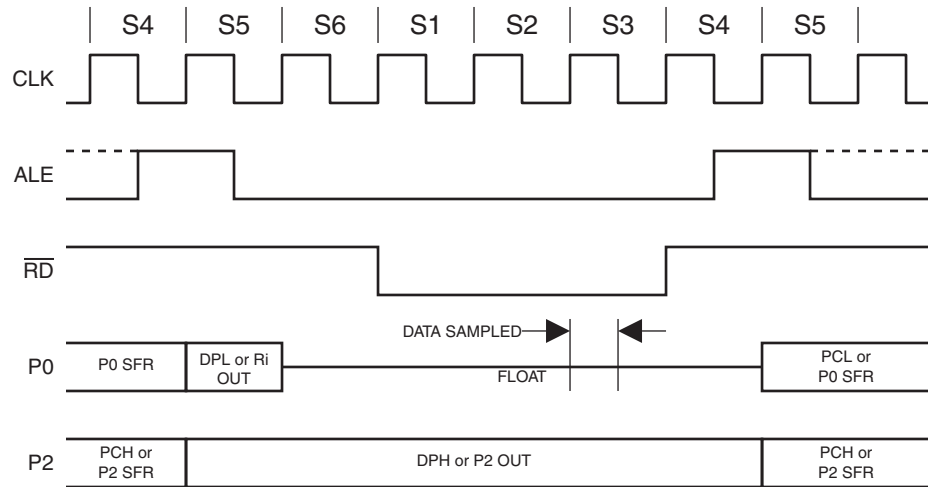 S4 S5 S6 S1 S2 S3 S4 S5
CLK
ALE
RD
DATA SAMPLED
P0
P0 SFR
DPL or Ri
OUT
FLOAT
PCL or
P0 SFR
P2
PCH or
P2 SFR
DPH or P2 OUT
PCH or
P2 SFR